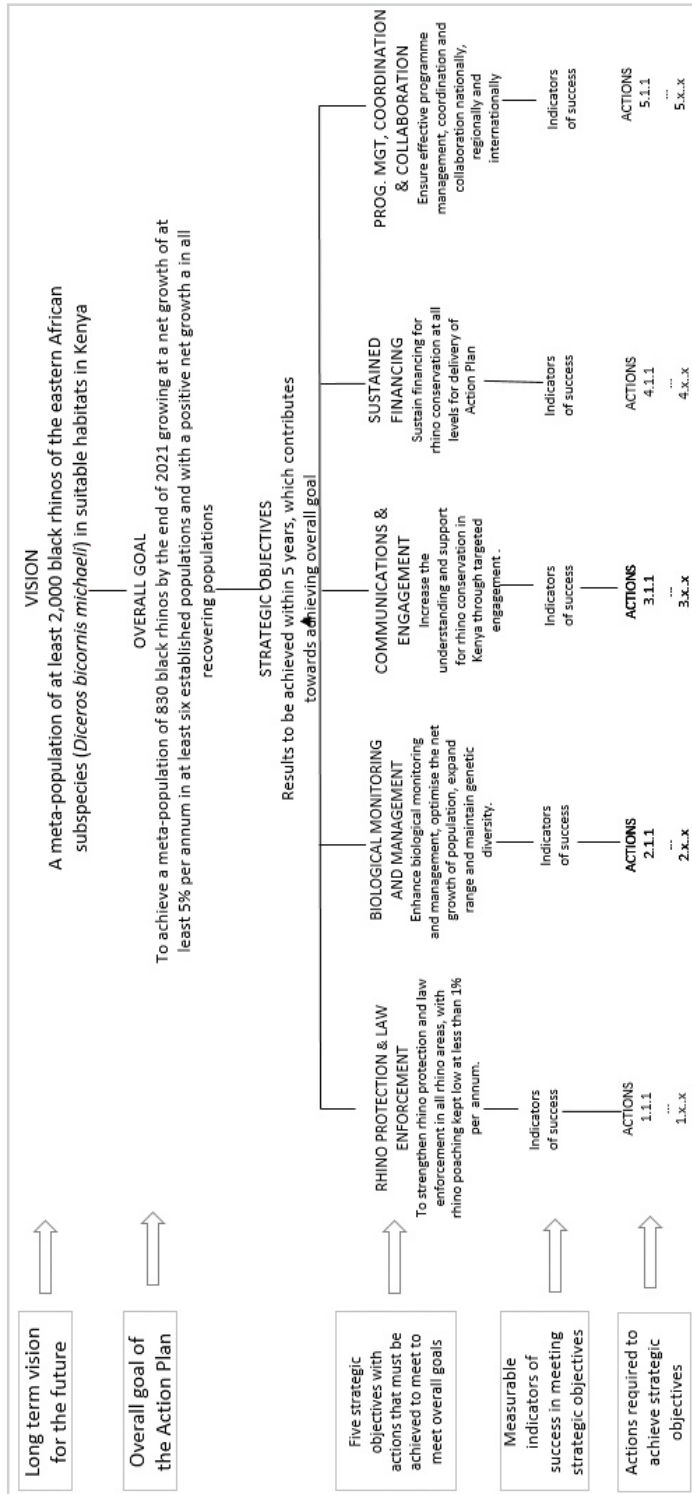 Long term vision
for the future
VISION
A meta-population of at least 2,000 black rhinos of the eastern African
subspecies (Diceros bicornis michaeli) in suitable habitats in Kenya
Overall goal of
the Action Plan
OVERALL GOAL
To achieve a meta-population of 830 black rhinos by the end of 2021 growing at a net growth of at
least 5% per annum in at least six established populations and with a positive net growth a in all
recovering populations
STRATEGIC OBJECTIVES
Results to be achieved within 5 years, which contributes
towards achieving overall goal
Five strategic
objectives with
actions that must be
achieved to meet to
meet overall goals
RHINO PROTECTION & LAW
ENFORCEMENT
To strengthen rhino protection and law
enforcement in all rhino areas, with
rhino poaching kept low at less than 1%
per annum.
BIOLOGICAL MONITORING
AND MANAGEMENT
Enhance biological monitoring
and management, optimise the net
growth of population, expand
range and maintain genetic
diversity.
COMMUNICATIONS &
ENGAGEMENT
Increase the
understanding and support
for rhino conservation in
Kenya through targeted
engagement .
SUSTAINED
FINANCING
Sustain financing for
rhino conservation at all
levels for delivery of
Action Plan
PROG. MGT, COORDINATION
& COLLABORATION
Ensure effective programme
management, coordination and
collaboration nationally,
regionally and
internationally
Measurable
indicators of
success in meeting
strategic objectives
Indicators
of success
Indicators
of success
Indicators
of success
Indicators
of success
Indicators
of success
Actions required to
achieve strategic
objectives
ACTIONS
1.1.1
...
1.x..x
ACTIONS
2.1.1
...
2.x..x
ACTIONS
3.1.1
...
3.x..x
ACTIONS
4.1.1
...
4.x..x
ACTIONS
5.1.1
...
5.x..x